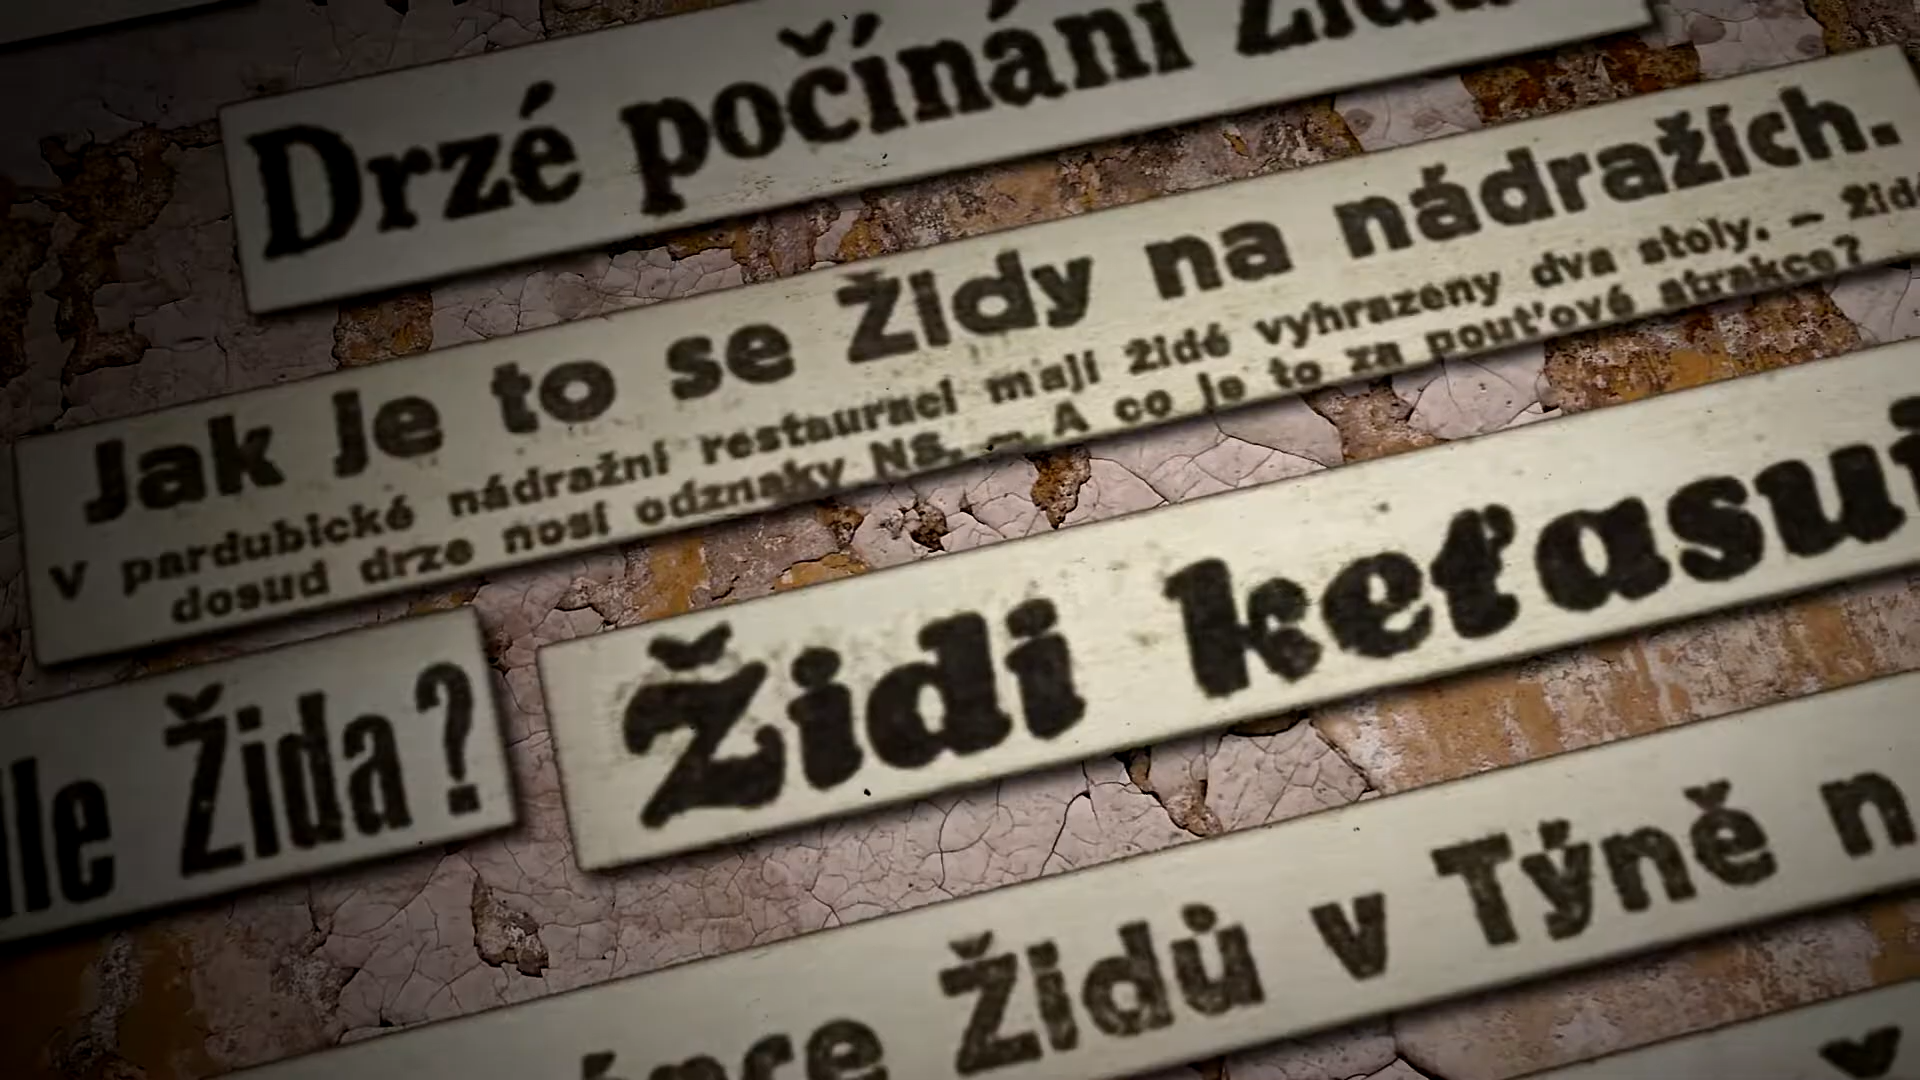 Drzé počínání Židů
Jak je to se Židy na nádražích.
V pardubické nádražní restauraci mají židé vyhrazeny dva stoly. — Židé
dosud drze nosí odznaky NS. — A co je to za pouťové atrakce?
Židi keťasují
dle Žida?
Židů v Týně n